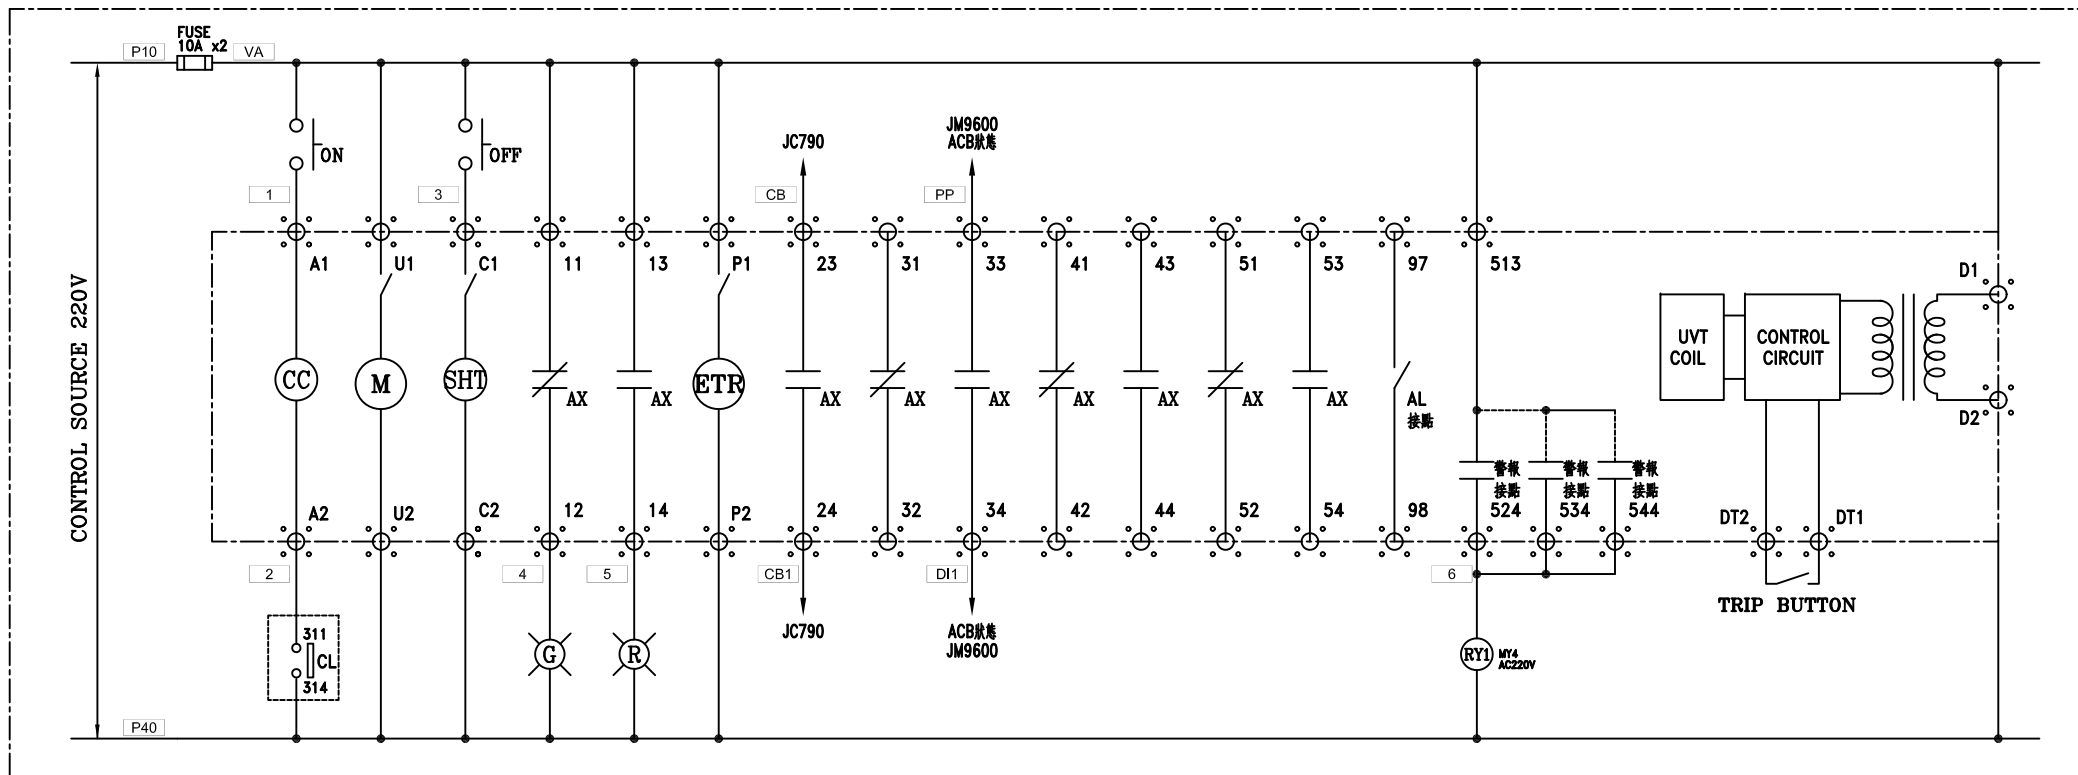 FUSE
10A x2
P10
VA
CONTROL SOURCE 220V
ON
OFF
JC790
JM9600
ACB狀態
1
3
CB
PP
A1
U1
C1
11
13
P1
23
31
33
41
43
51
53
97
513
D1
UVT
COIL
CONTROL
CIRCUIT
CC
M
SHT
AX
AX
ETR
AX
AX
AX
AX
AX
AX
AX
AL
接點
D2
警報
接點
警報
接點
警報
接點
A2
U2
C2
12
14
P2
24
32
34
42
44
52
54
98
524
534
544
DT2
DT1
2
4
5
CB1
DI1
6
TRIP BUTTON
JC790
ACB狀態
JM9600
311
CL
314
G
R
RY1
MY4
AC220V
P40